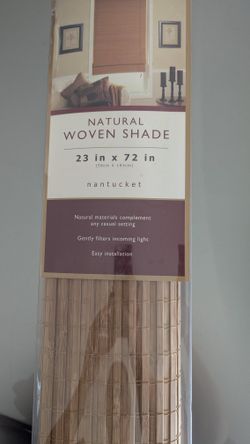 NATURAL
WOVEN SHADE
23 in x 72 in
nantucket
Natural materials complement
any casual setting
Gently filters incoming light
Easy installation